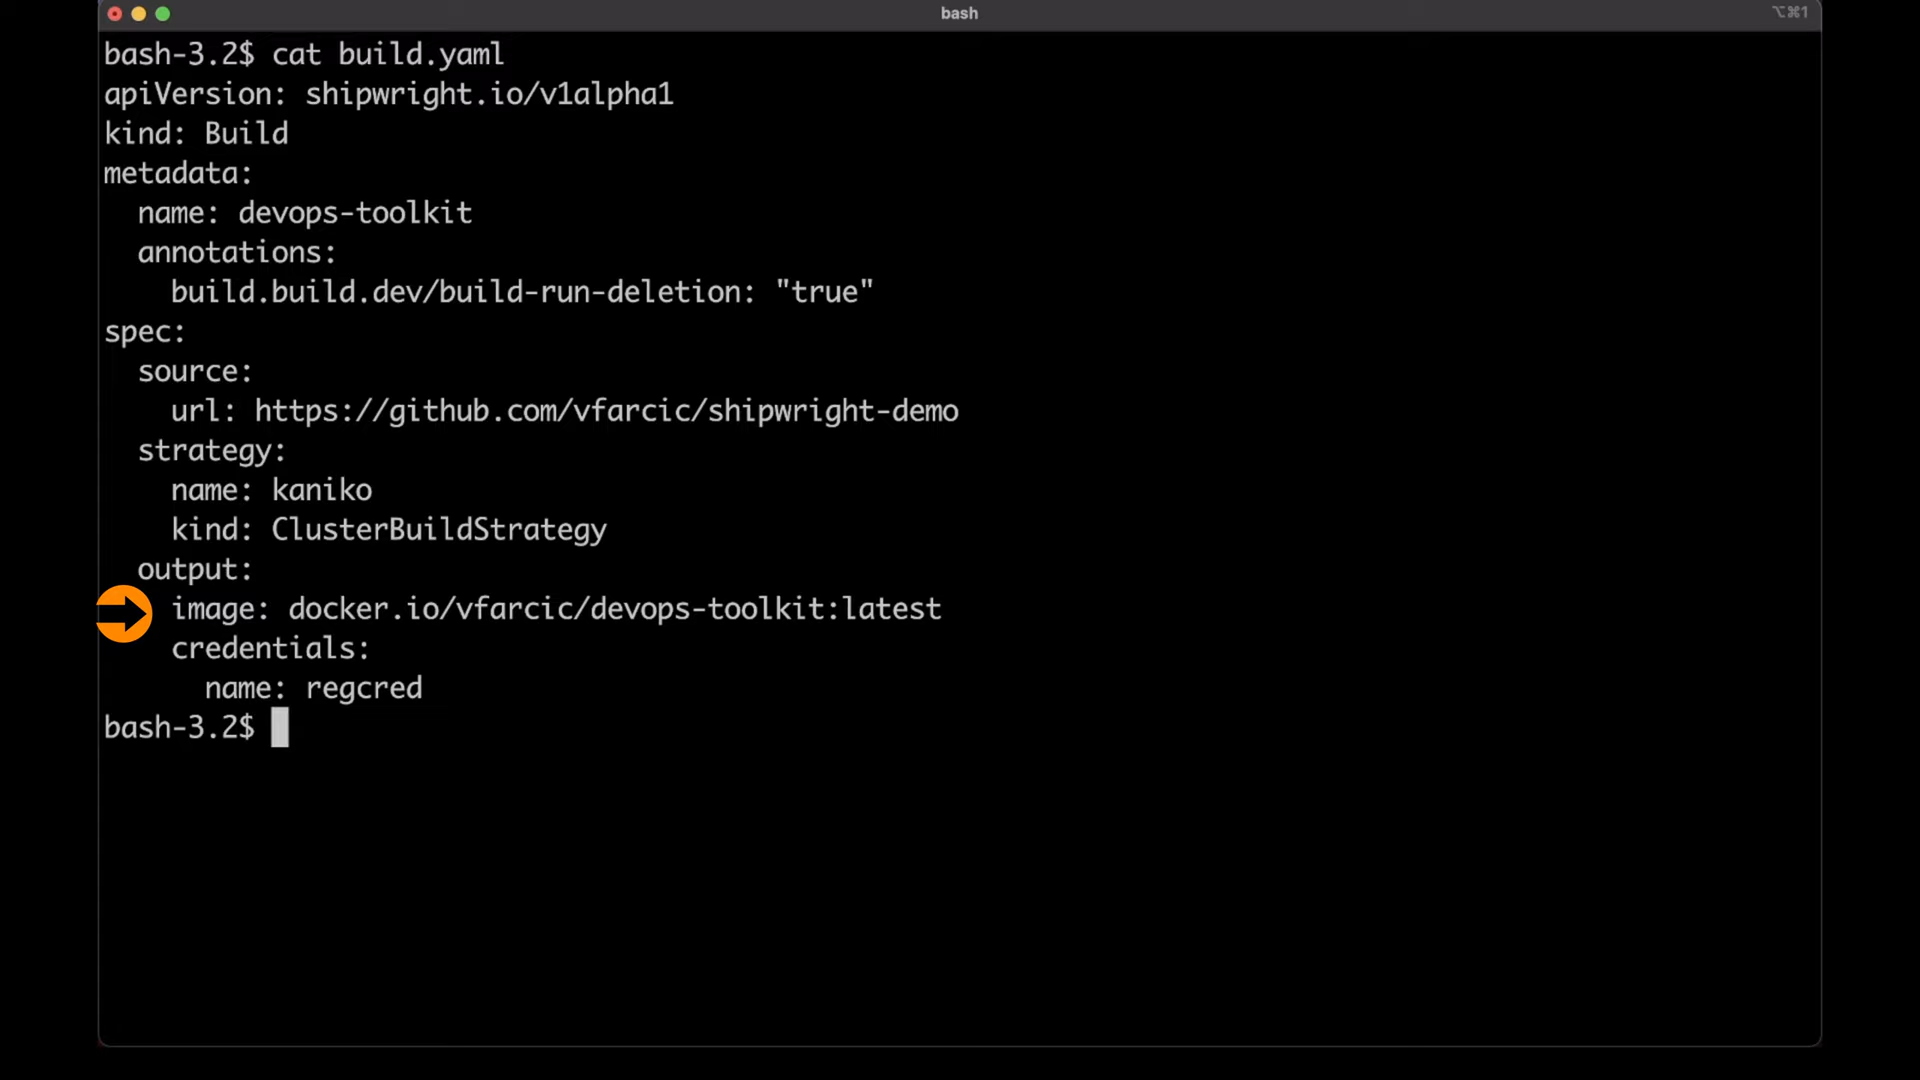 bash
⌥⌘1
bash-3.2$ cat build.yaml
apiVersion: shipwright.io/v1alpha1
kind: Build
metadata:
  name: devops-toolkit
  annotations:
    build.build.dev/build-run-deletion: "true"
spec:
  source:
    url: https://github.com/vfarcic/shipwright-demo
  strategy:
    name: kaniko
    kind: ClusterBuildStrategy
  output:
    image: docker.io/vfarcic/devops-toolkit:latest
    credentials:
      name: regcred
bash-3.2$